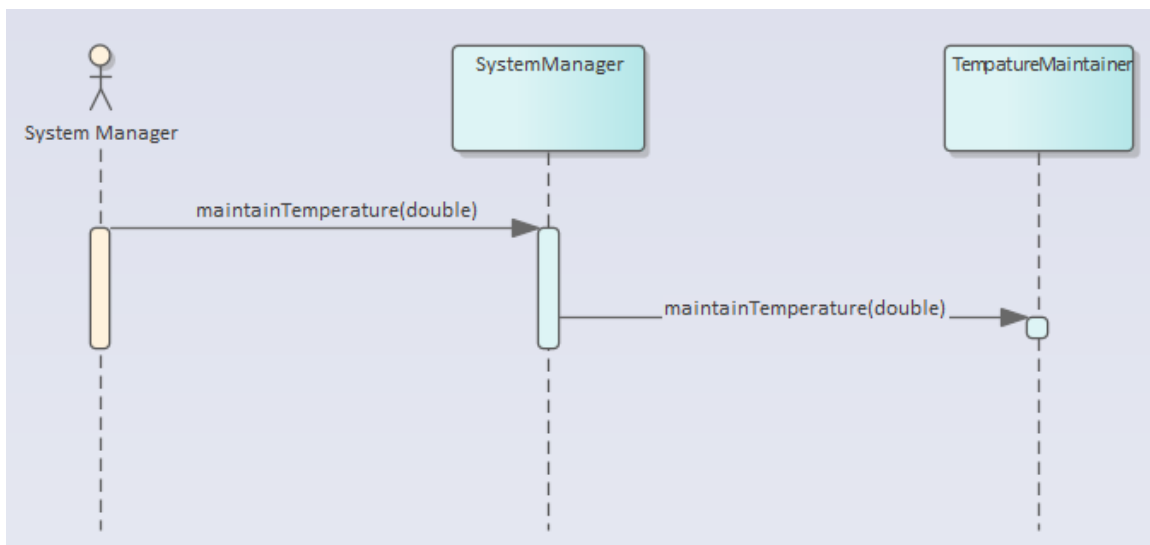 SystemManager
TempatureMaintainer
System Manager
maintainTemperature(double)
maintainTemperature(double)